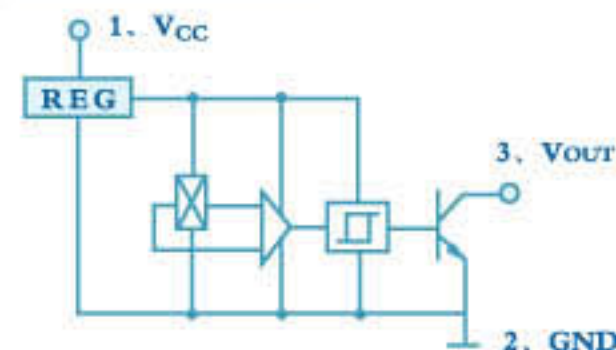 1、VCC
REG
3、VOUT
2、GND